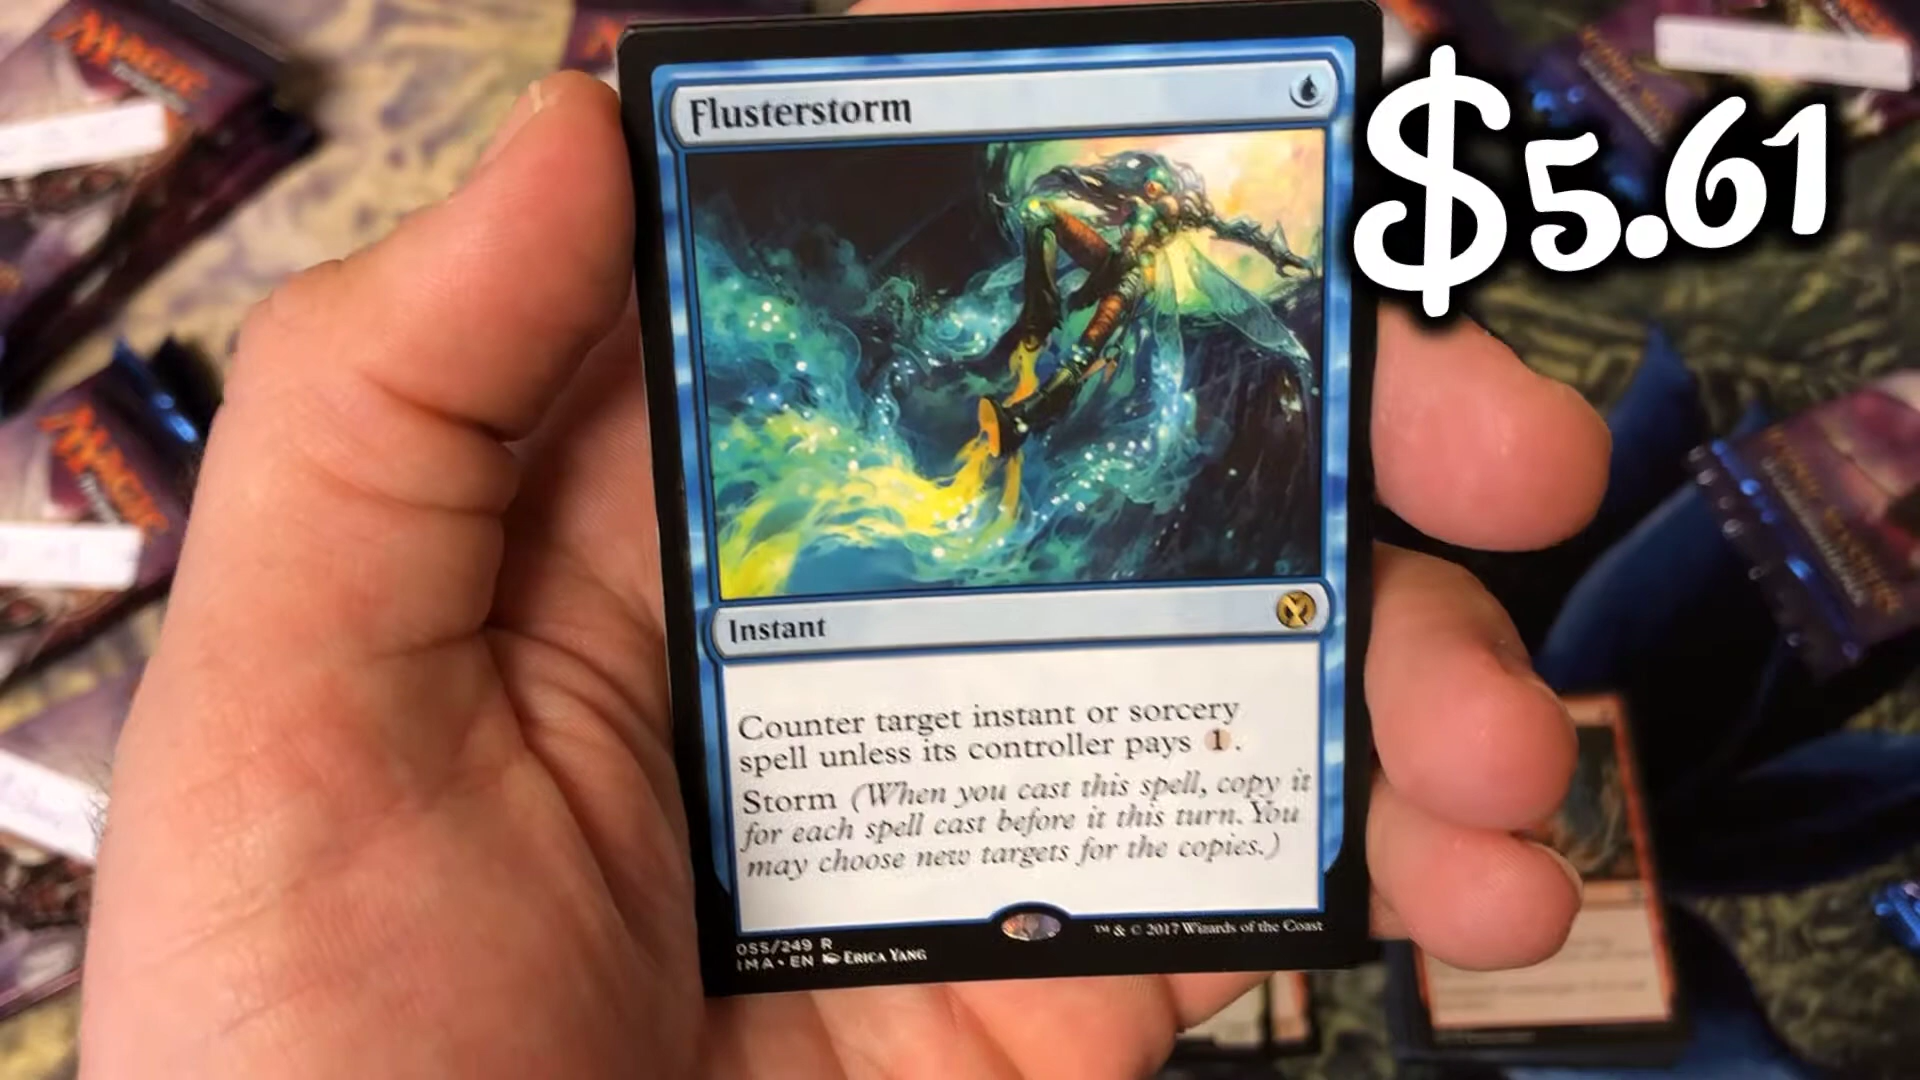 MAGIC
MAGIC
$5.61
Flusterstorm
Instant
Counter target instant or sorcery
spell unless its controller pays 1.
Storm (When you cast this spell, copy it
for each spell cast before it this turn. You
may choose new targets for the copies.)
055/249 R
IMA • EN ERICA YANG
™ & © 2017 Wizards of the Coast